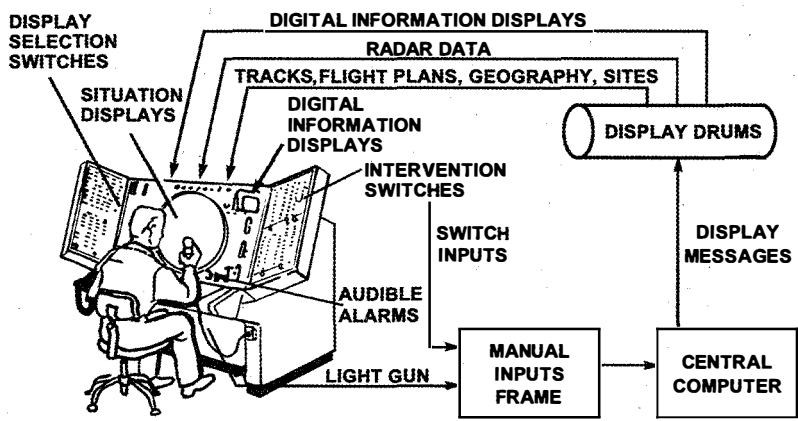 DISPLAY
SELECTION
SWITCHES
DIGITAL INFORMATION DISPLAYS
RADAR DATA
TRACKS, FLIGHT PLANS, GEOGRAPHY, SITES
SITUATION
DISPLAYS
DIGITAL
INFORMATION
DISPLAYS
DISPLAY DRUMS
INTERVENTION
SWITCHES
SWITCH
INPUTS
DISPLAY
MESSAGES
AUDIBLE
ALARMS
LIGHT GUN
MANUAL
INPUTS
FRAME
CENTRAL
COMPUTER